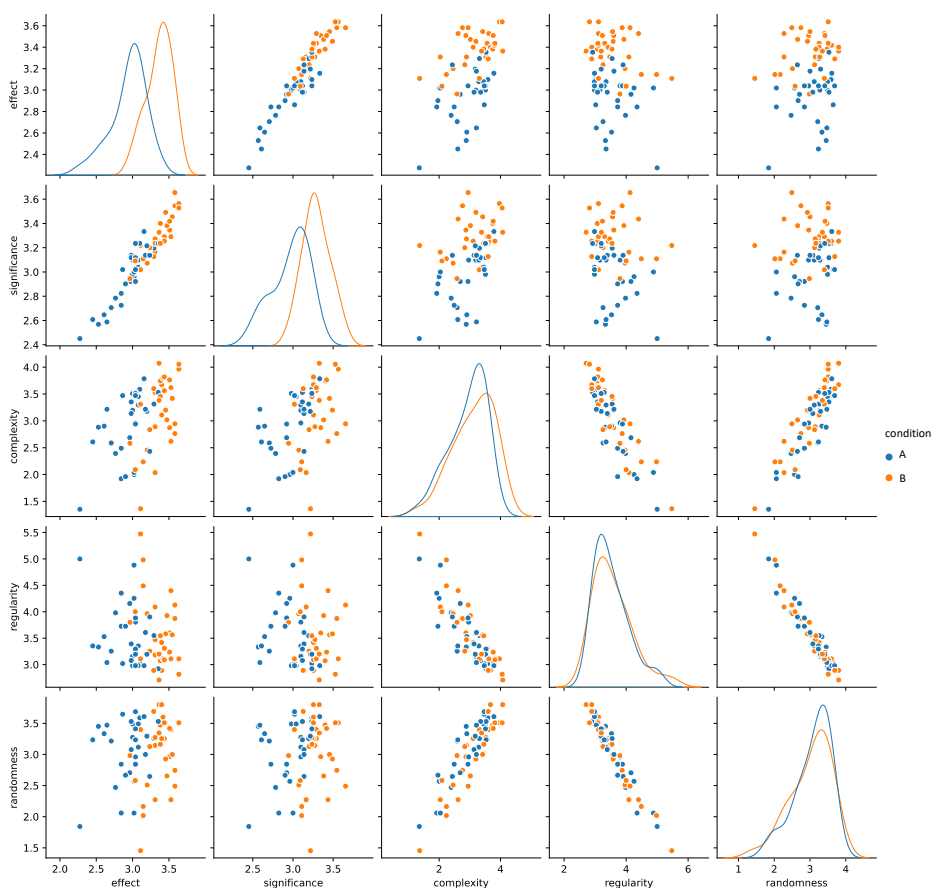 3.6
3.4
3.2
3.0
2.8
2.6
2.4
effect
3.6
3.4
3.2
3.0
2.8
2.6
2.4
significance
4.0
3.5
3.0
2.5
2.0
1.5
complexity
condition
A
B
5.5
5.0
4.5
4.0
3.5
3.0
regularity
3.5
3.0
2.5
2.0
1.5
randomness
2.0 2.5 3.0 3.5
2.5 3.0 3.5
2 4
2 4 6
1 2 3 4
effect significance complexity regularity randomness